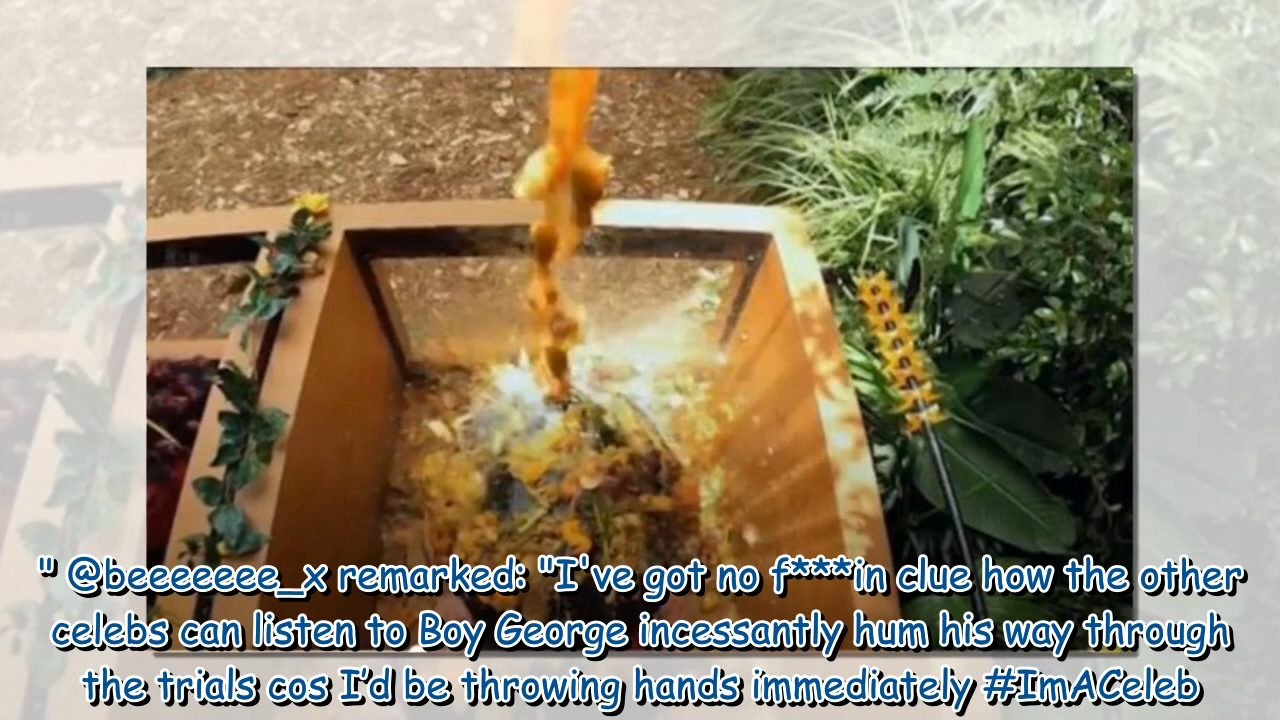 " @beeeeeee_x remarked: "I've got no f***in clue how the other
celebs can listen to Boy George incessantly hum his way through
the trials cos I’d be throwing hands immediately #ImACeleb